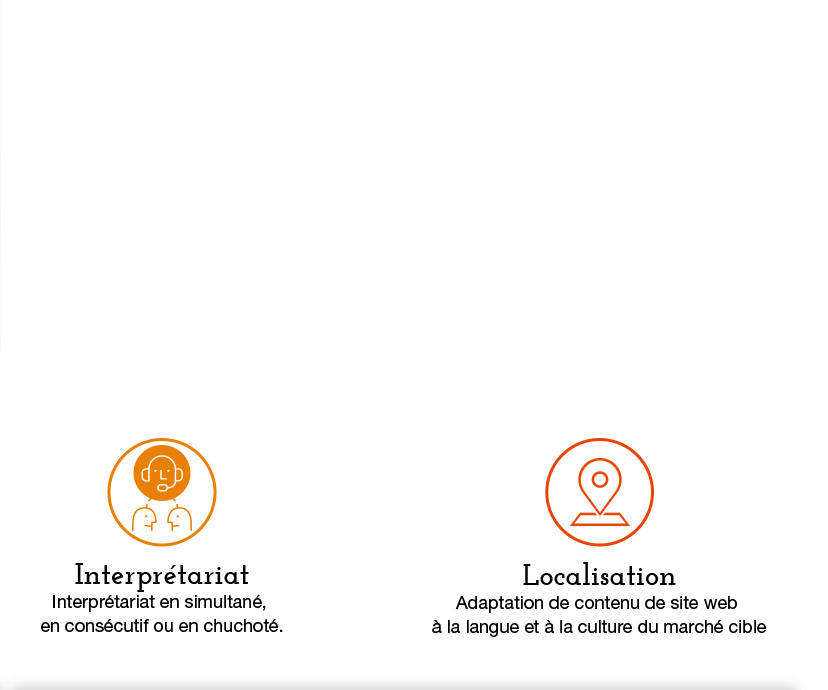 Interprétariat
Interprétariat en simultané,
en consécutif ou en chuchoté.
Localisation
Adaptation de contenu de site web
à la langue et à la culture du marché cible